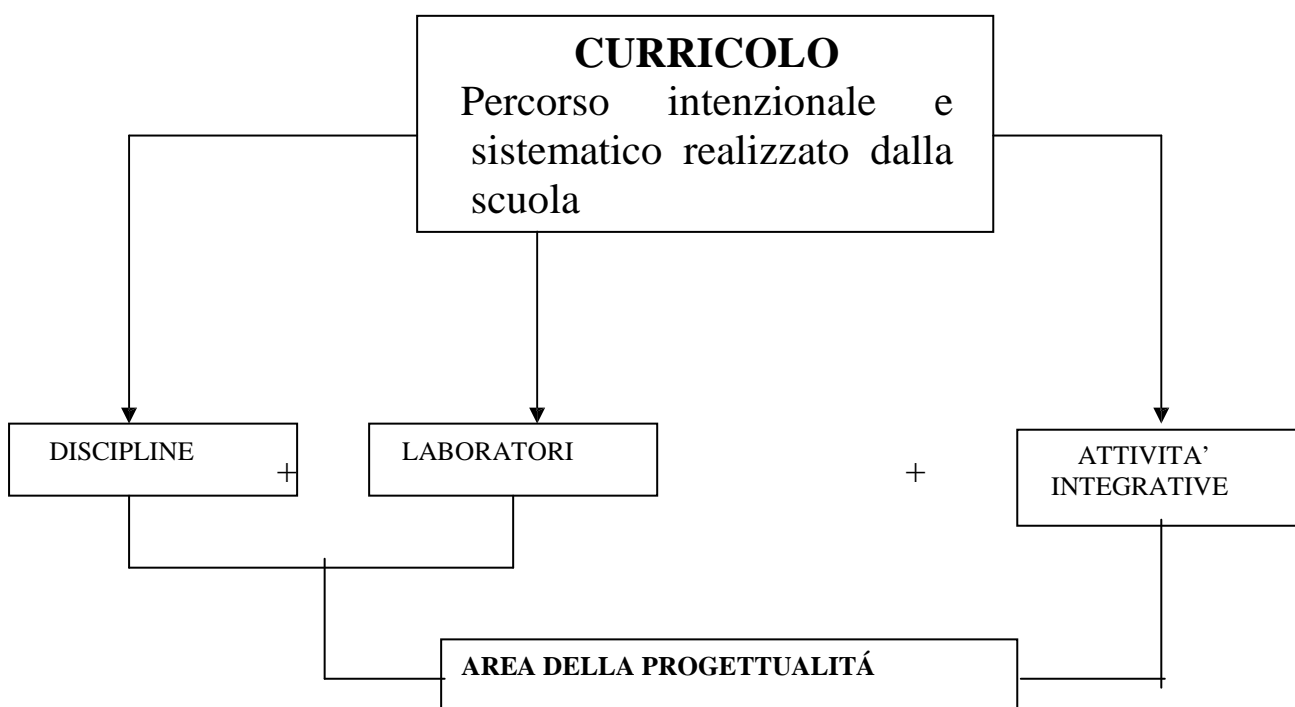 CURRICOLO
Percorso intenzionale e
sistematico realizzato dalla
scuola
DISCIPLINE
+
LABORATORI
+
ATTIVITA’
INTEGRATIVE
AREA DELLA PROGETTUALITÁ